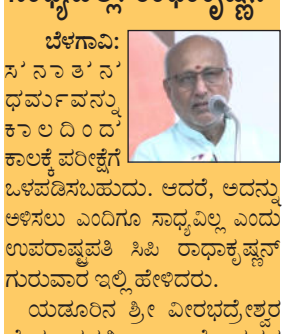 ಬೆಳಗಾವಿ:
ಸನಾತನ
ಧರ್ಮವನ್ನು
ಕಾಲದಿಂದ
ಕಾಲಕ್ಕೆ ಪರೀಕ್ಷೆಗೆ
ಒಳಪಡಿಸಬಹುದು. ಆದರೆ, ಅದನ್ನು
ಅಳಿಸಲು ಎಂದಿಗೂ ಸಾಧ್ಯವಿಲ್ಲ ಎಂದು
ಉಪರಾಷ್ಟ್ರಪತಿ ಸಿಪಿ ರಾಧಾಕೃಷ್ಣನ್
ಗುರುವಾರ ಇಲ್ಲಿ ಹೇಳಿದರು.
ಯಡೂರಿನ ಶ್ರೀ ವೀರಭದ್ರೇಶ್ವರ